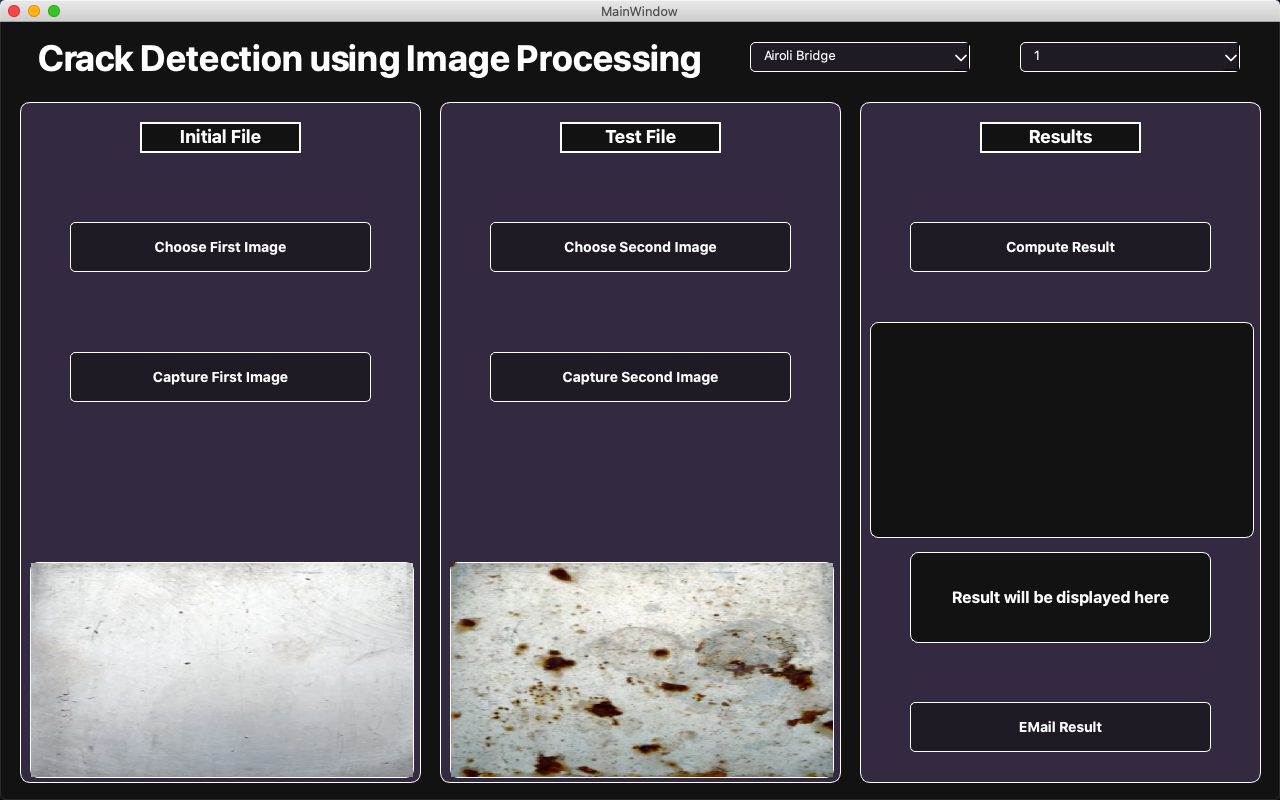 MainWindow
Crack Detection using Image Processing
Airoli Bridge
1
Initial File
Test File
Results
Choose First Image
Choose Second Image
Compute Result
Capture First Image
Capture Second Image
Result will be displayed here
EMail Result